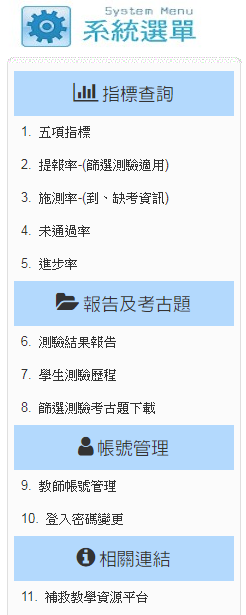 System Menu
系統選單
指標查詢
1. 五項指標
2. 提報率-(篩選測驗適用)
3. 施測率-(到、缺考資訊)
4. 未通過率
5. 進步率
報告及考古題
6. 測驗結果報告
7. 學生測驗歷程
8. 篩選測驗考古題下載
帳號管理
9. 教師帳號管理
10. 登入密碼變更
相關連結
11. 補救教學資源平台